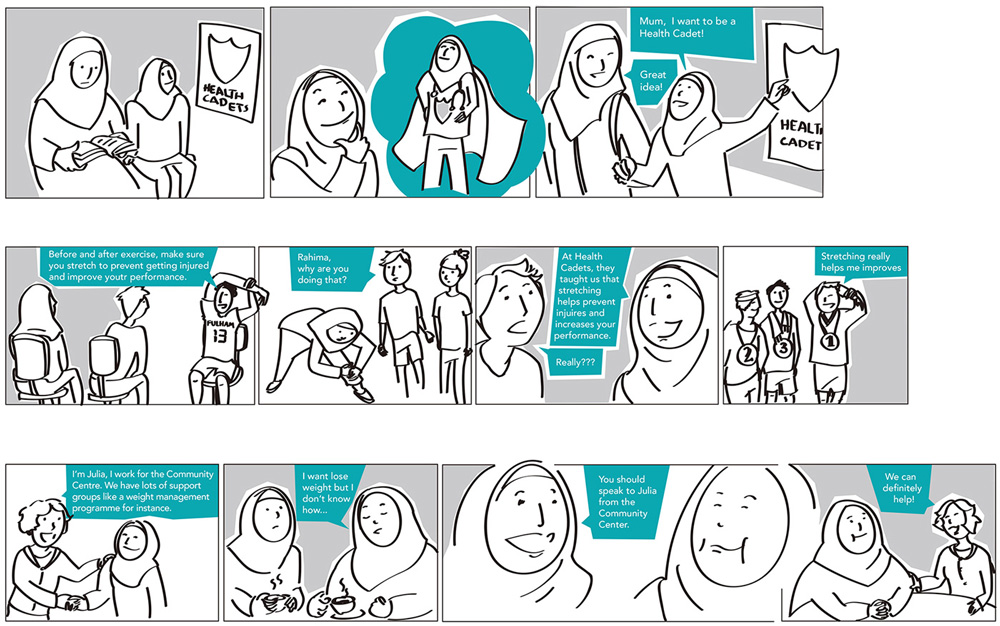 HEALTH
CADETS
Mum, I want to be a
Health Cadet!
Great
idea!
HEALTH
CADET
Before and after exercise, make sure
you stretch to prevent getting injured
and improve youtr performance.
FULHAM
13
Rahima,
why are you
doing that?
At Health
Cadets, they
taught us that
stretching
helps prevent
injuires and
increases your
performance.
Really???
Stretching really
helps me improves
2
3
1
I'm Julia, I work for the Community
Centre. We have lots of support
groups like a weight management
programme for instance.
I want lose
weight but I
don't know
how...
You should
speak to Julia
from the
Community
Center.
We can
definitely
help!